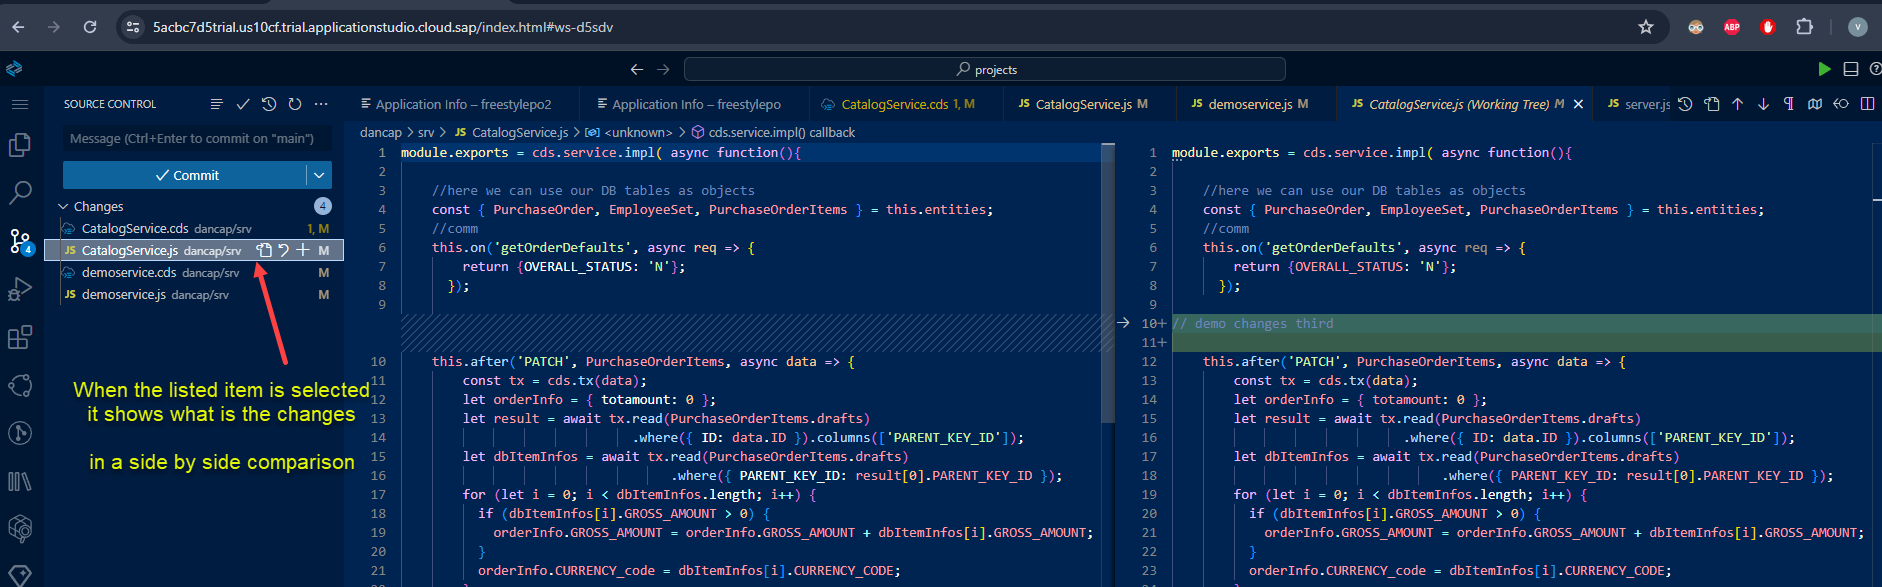 5acbc7d5trial.us10cf.trial.applicationstudio.cloud.sap/index.html#ws-d5sdv
ABP
V
projects
SOURCE CONTROL
Application Info – freestylepo2
Application Info – freestylepo
CatalogService.cds 1, M
JS CatalogService.js M
JS demoservice.js M
JS CatalogService.js (Working Tree) M
JS server.js
Message (Ctrl+Enter to commit on "main")
Commit
Changes 4
CatalogService.cds dancap/srv 1, M
JS CatalogService.js dancap/srv M
demoservice.cds dancap/srv M
JS demoservice.js dancap/srv M
4
When the listed item is selected
it shows what is the changes
in a side by side comparison
dancap > srv > JS CatalogService.js > <unknown> > cds.service.impl() callback
1 module.exports = cds.service.impl( async function(){
2
3 //here we can use our DB tables as objects
4 const { PurchaseOrder, EmployeeSet, PurchaseOrderItems } = this.entities;
5 //comm
6 this.on('getOrderDefaults', async req => {
7 return {OVERALL_STATUS: 'N'};
8 });
9
10 this.after('PATCH', PurchaseOrderItems, async data => {
11 const tx = cds.tx(data);
12 let orderInfo = { totamount: 0 };
13 let result = await tx.read(PurchaseOrderItems.drafts)
14 .where({ ID: data.ID }).columns(['PARENT_KEY_ID']);
15 let dbItemInfos = await tx.read(PurchaseOrderItems.drafts)
16 .where({ PARENT_KEY_ID: result[0].PARENT_KEY_ID });
17 for (let i = 0; i < dbItemInfos.length; i++) {
18 if (dbItemInfos[i].GROSS_AMOUNT > 0) {
19 orderInfo.GROSS_AMOUNT = orderInfo.GROSS_AMOUNT + dbItemInfos[i].GROSS_AMOUNT;
20 }
21 orderInfo.CURRENCY_code = dbItemInfos[i].CURRENCY_CODE;
1 module.exports = cds.service.impl( async function(){
2
3 //here we can use our DB tables as objects
4 const { PurchaseOrder, EmployeeSet, PurchaseOrderItems } = this.entities;
5 //comm
6 this.on('getOrderDefaults', async req => {
7 return {OVERALL_STATUS: 'N'};
8 });
9
10+ // demo changes third
11+
12 this.after('PATCH', PurchaseOrderItems, async data => {
13 const tx = cds.tx(data);
14 let orderInfo = { totamount: 0 };
15 let result = await tx.read(PurchaseOrderItems.drafts)
16 .where({ ID: data.ID }).columns(['PARENT_KEY_ID']);
17 let dbItemInfos = await tx.read(PurchaseOrderItems.drafts)
18 .where({ PARENT_KEY_ID: result[0].PARENT_KEY_ID });
19 for (let i = 0; i < dbItemInfos.length; i++) {
20 if (dbItemInfos[i].GROSS_AMOUNT > 0) {
21 orderInfo.GROSS_AMOUNT = orderInfo.GROSS_AMOUNT + dbItemInfos[i].GROSS_AMOUNT;
22 }
23 orderInfo.CURRENCY_code = dbItemInfos[i].CURRENCY_CODE;